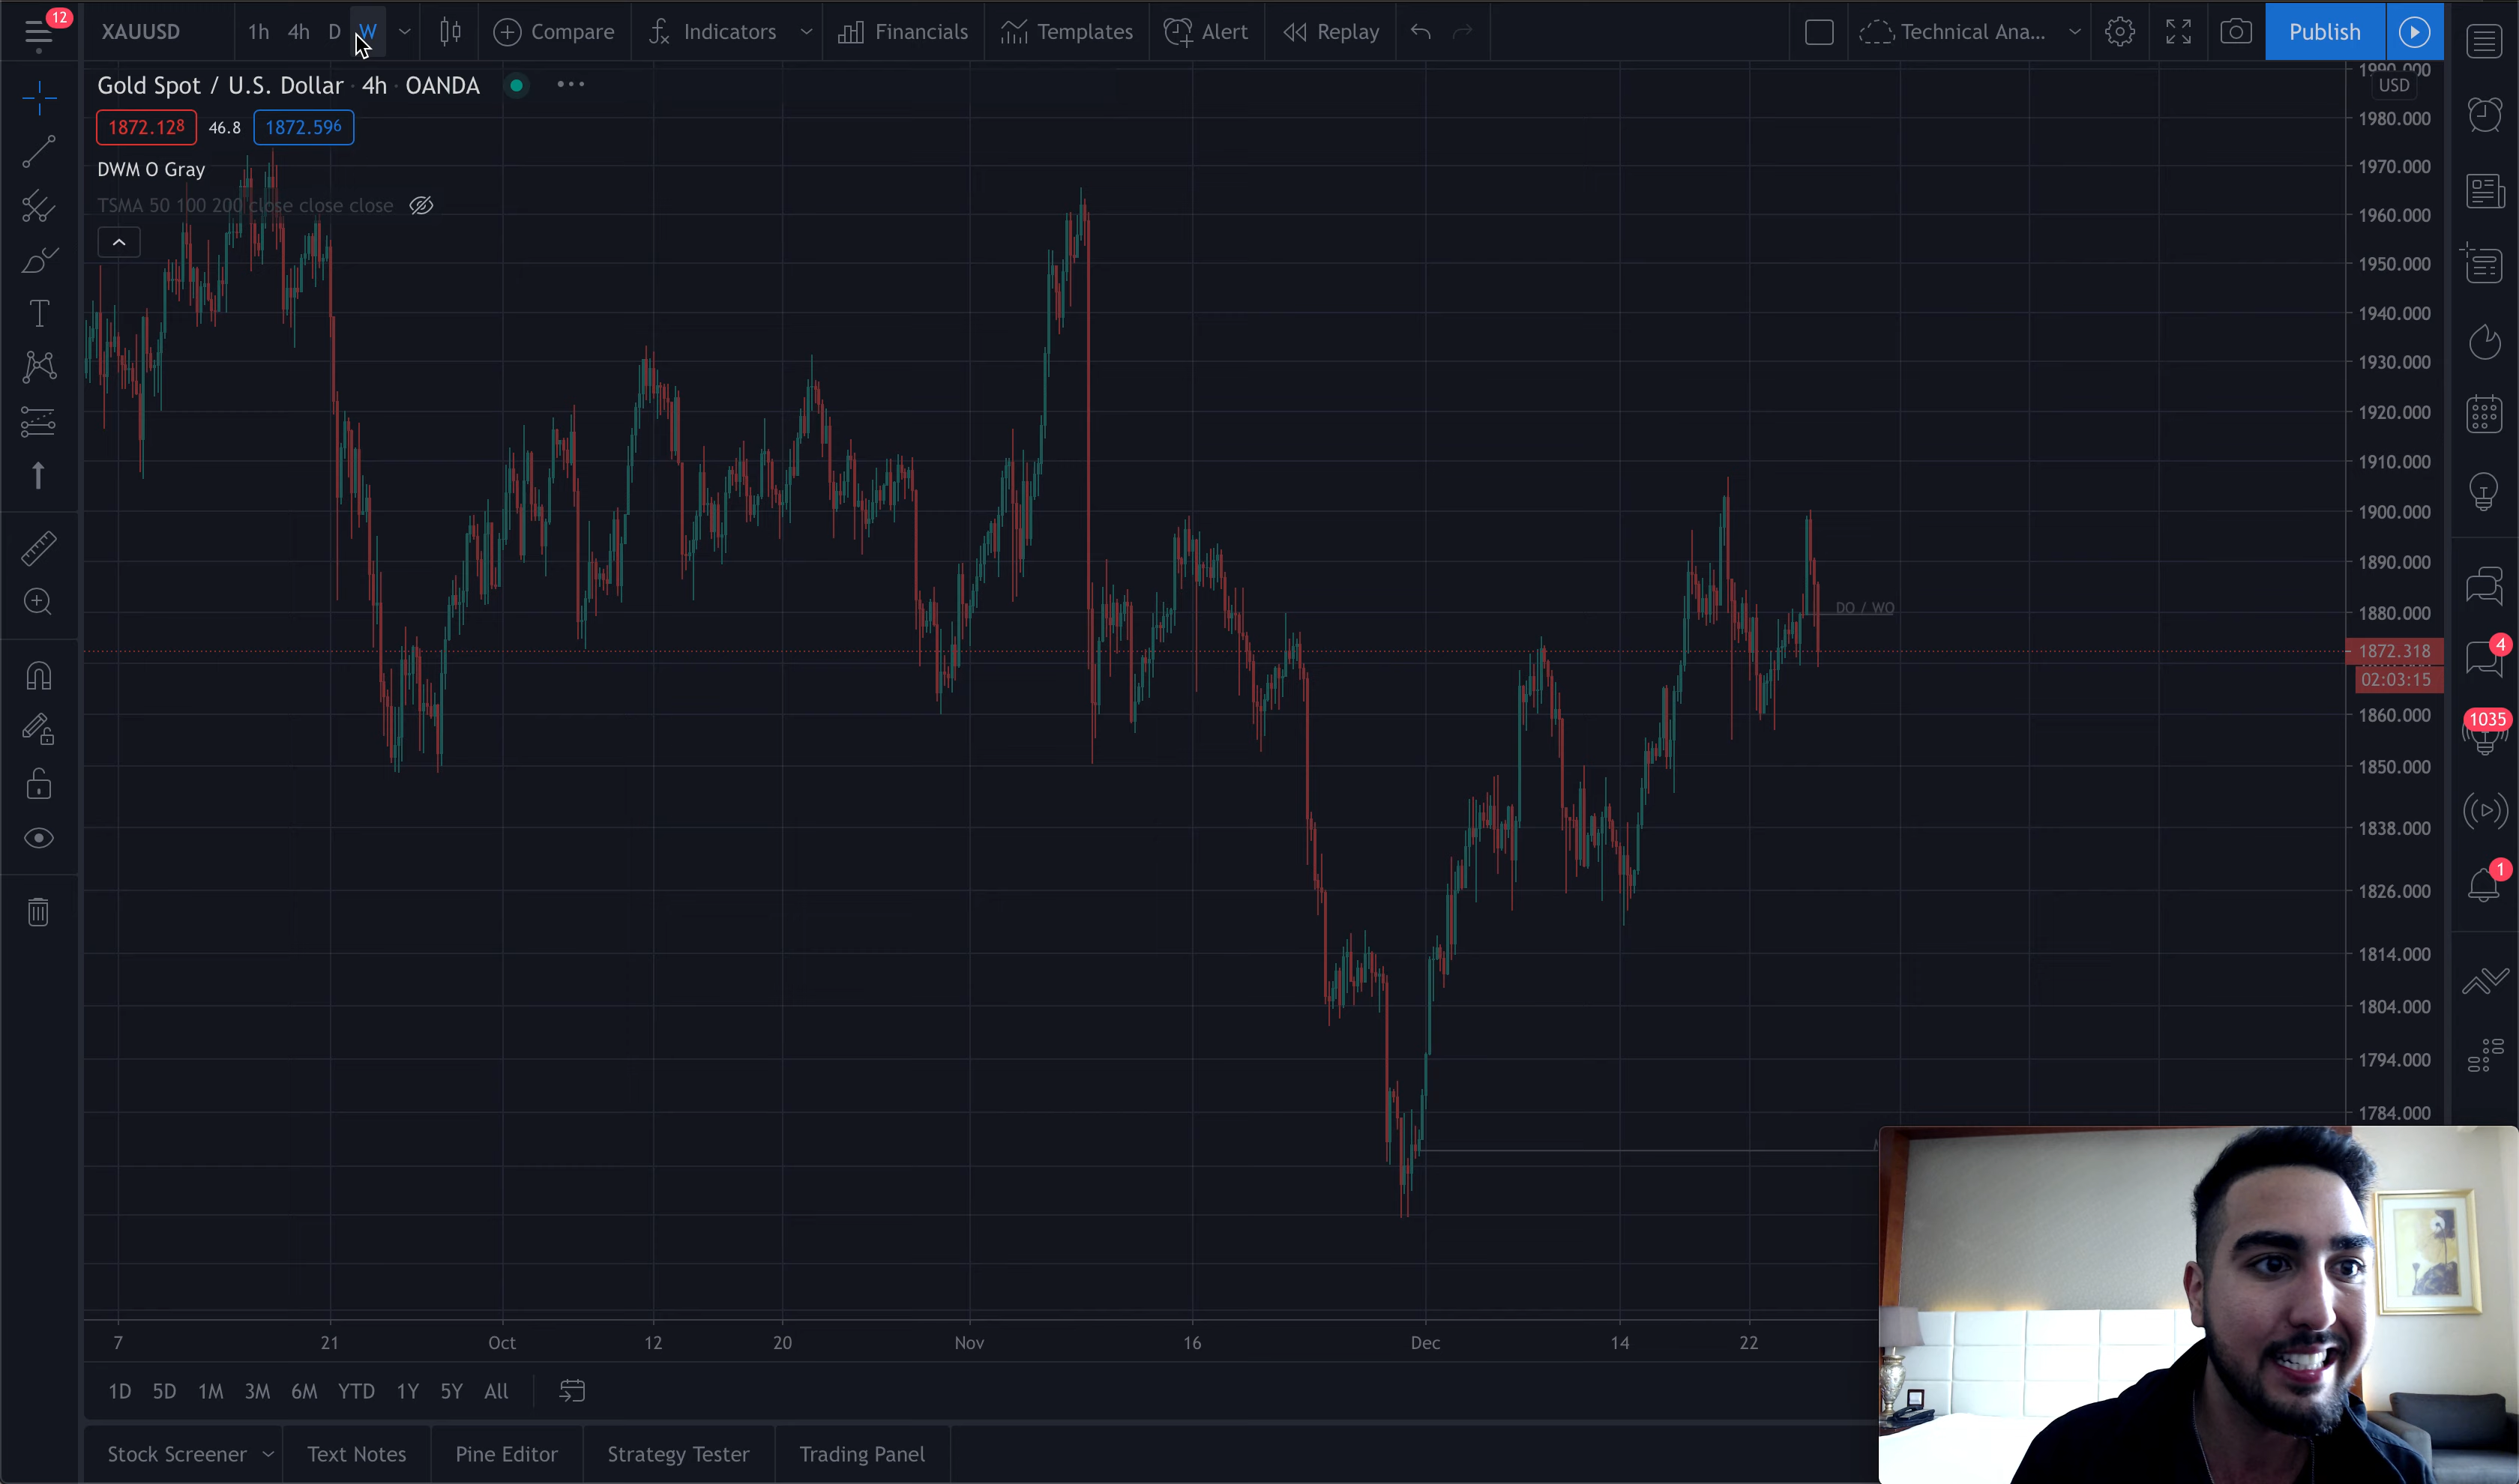 12
XAUUSD 1h 4h D W Compare Indicators Financials Templates Alert Replay Technical Ana... Publish
Gold Spot / U.S. Dollar · 4h · OANDA
1872.128 46.8 1872.596
DWM O Gray
TSMA 50 100 200 close close close
1990.000
USD
1980.000
1970.000
1960.000
1950.000
1940.000
1930.000
1920.000
1910.000
1900.000
1890.000
DO / WO
1880.000
1872.318
02:03:15
1860.000
1850.000
1838.000
1826.000
1814.000
1804.000
1794.000
1784.000
4
1035
1
7 21 Oct 12 20 Nov 16 Dec 14 22
1D 5D 1M 3M 6M YTD 1Y 5Y All
Stock Screener Text Notes Pine Editor Strategy Tester Trading Panel